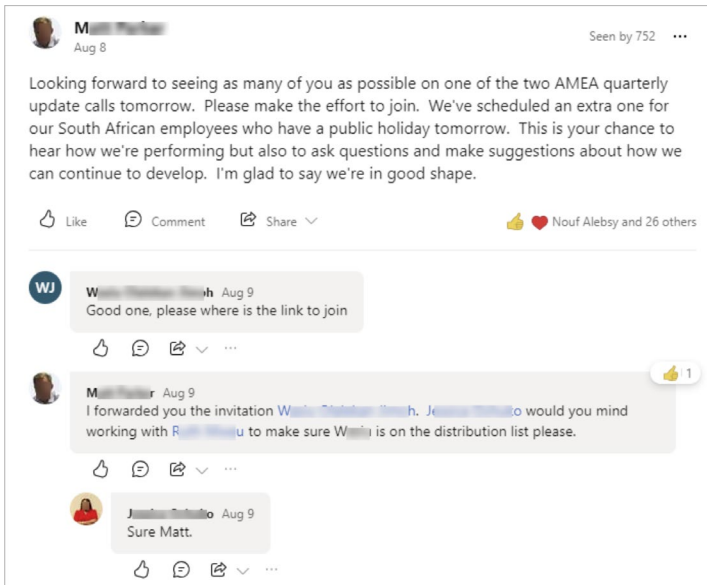 M
Aug 8
Seen by 752
Looking forward to seeing as many of you as possible on one of the two AMEA quarterly
update calls tomorrow. Please make the effort to join. We've scheduled an extra one for
our South African employees who have a public holiday tomorrow. This is your chance to
hear how we're performing but also to ask questions and make suggestions about how we
can continue to develop. I'm glad to say we're in good shape.
Like Comment Share Nouf Alebsy and 26 others
WJ
W h Aug 9
Good one, please where is the link to join
1
M r Aug 9
I forwarded you the invitation W h. J o would you mind
working with R u to make sure W is on the distribution list please.
J o Aug 9
Sure Matt.